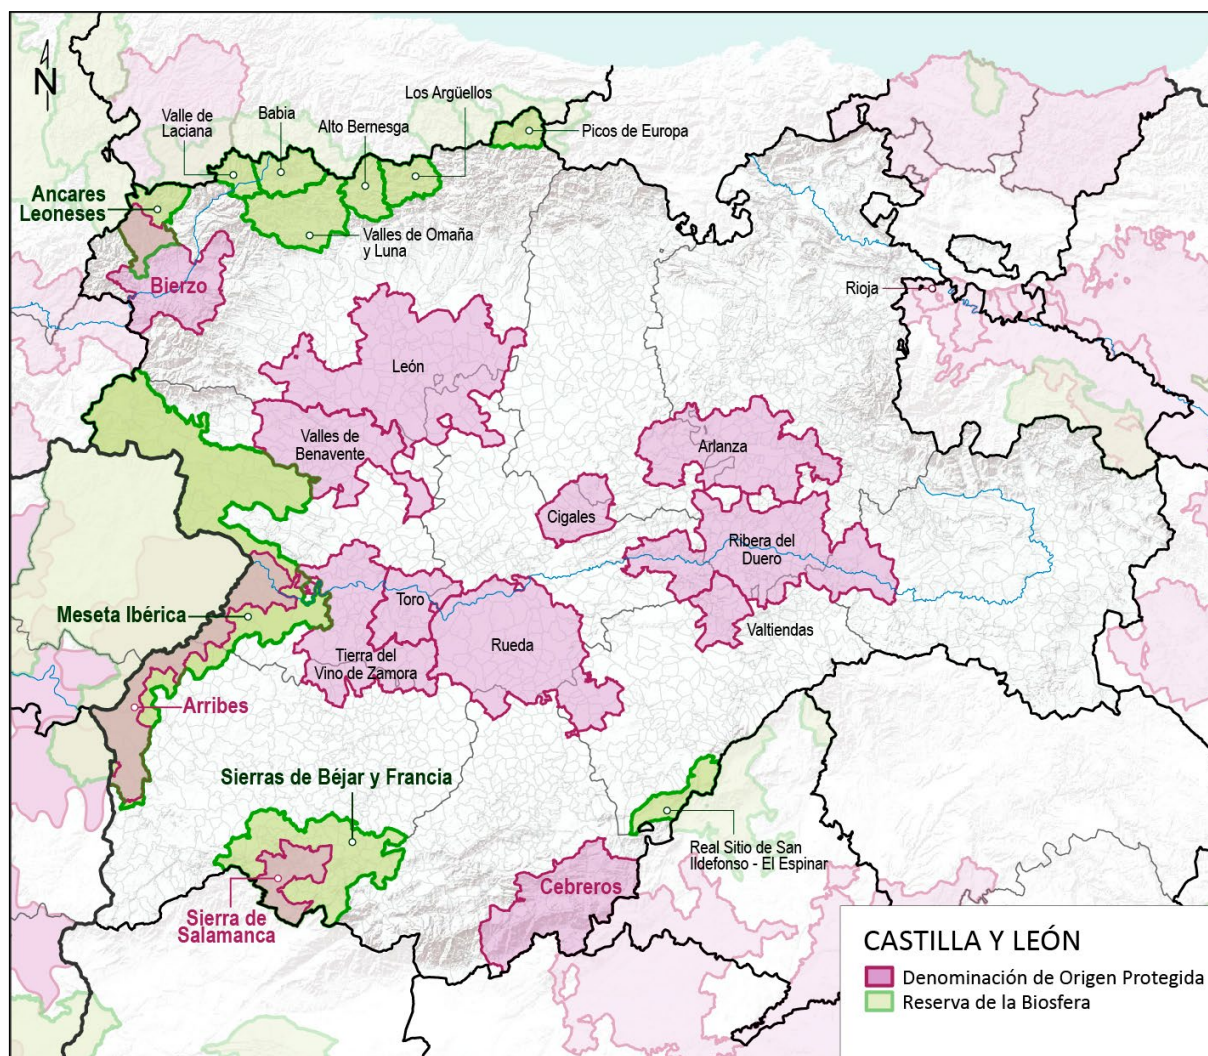 N
Los Argüellos
Valle de
Laciana
Babia
Alto Bernesga
Picos de Europa
Ancares
Leoneses
Valles de Omaña
y Luna
Bierzo
Rioja
León
Valles de
Benavente
Arlanza
Cigales
Ribera del
Duero
Meseta Ibérica
Toro
Valtiendas
Rueda
Tierra del
Vino de Zamora
Arribes
Sierras de Béjar y Francia
Real Sitio de San
Ildefonso - El Espinar
Cebreros
Sierra de
Salamanca
CASTILLA Y LEÓN
Denominación de Origen Protegida
Reserva de la Biosfera